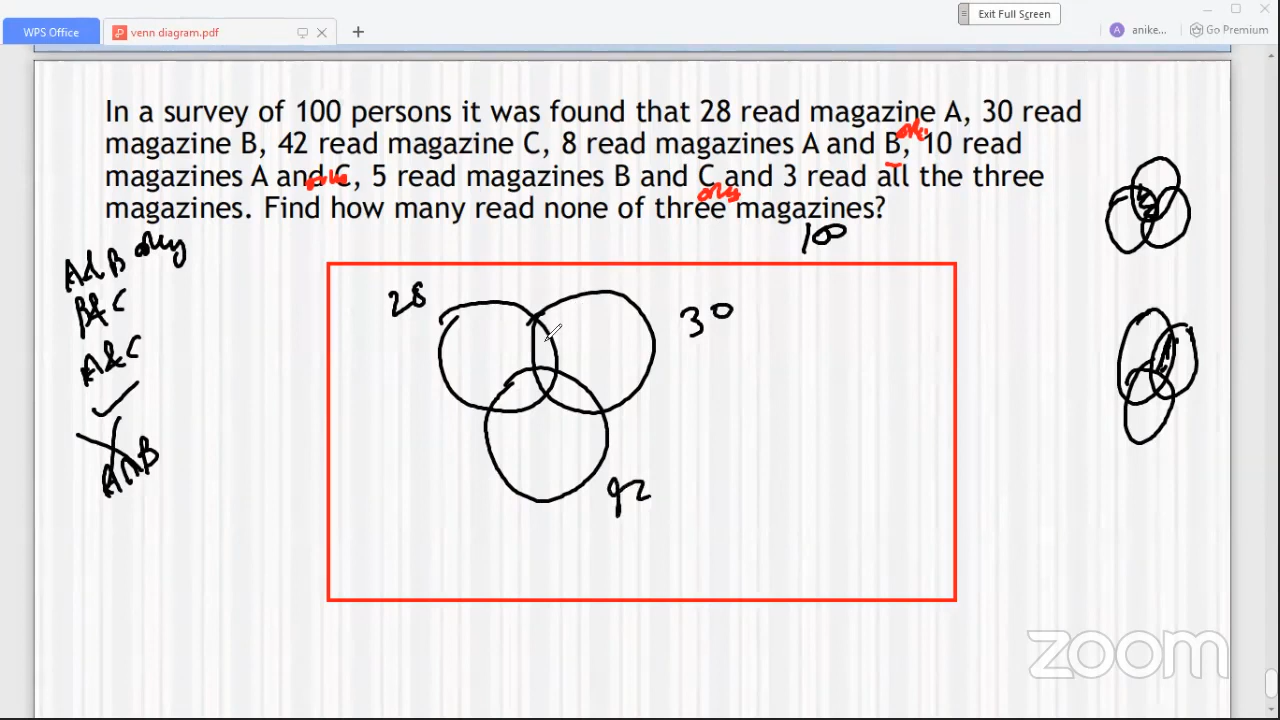 Exit Full Screen
WPS Office
venn diagram.pdf
anike...
Go Premium
In a survey of 100 persons it was found that 28 read magazine A, 30 read
only
magazine B, 42 read magazine C, 8 read magazines A and B, 10 read
magazines A and C, 5 read magazines B and C and 3 read all the three
only
only
magazines. Find how many read none of three magazines?
100
A&B only
B&C
A&C
A∩B
28
30
42
zoom